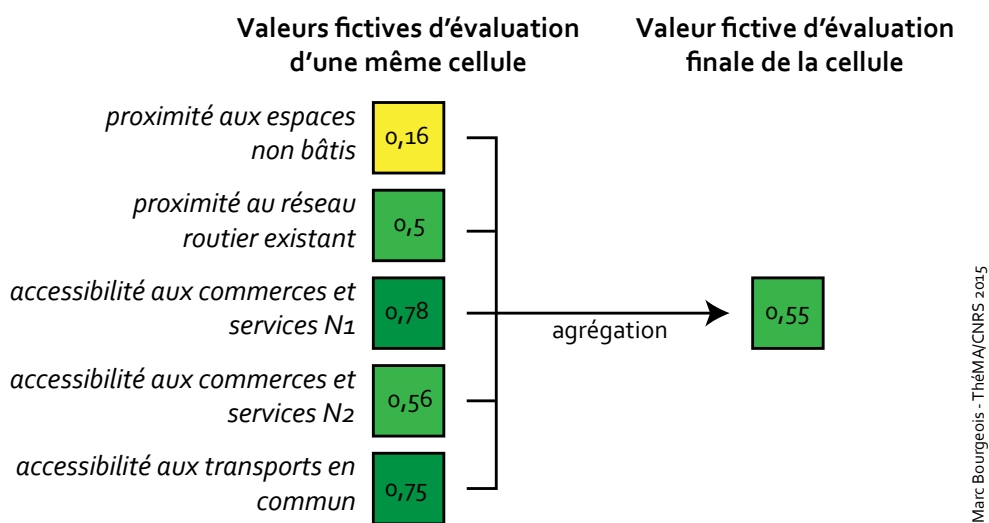 Valeurs fictives d'évaluation
d'une même cellule
Valeur fictive d'évaluation
finale de la cellule
proximité aux espaces
non bâtis
0,16
proximité au réseau
routier existant
0,5
accessibilité aux commerces et
services N1
0,78
accessibilité aux commerces et
services N2
0,56
accessibilité aux transports en
commun
0,75
agrégation
0,55
Marc Bourgeois - ThéMA/CNRS 2015